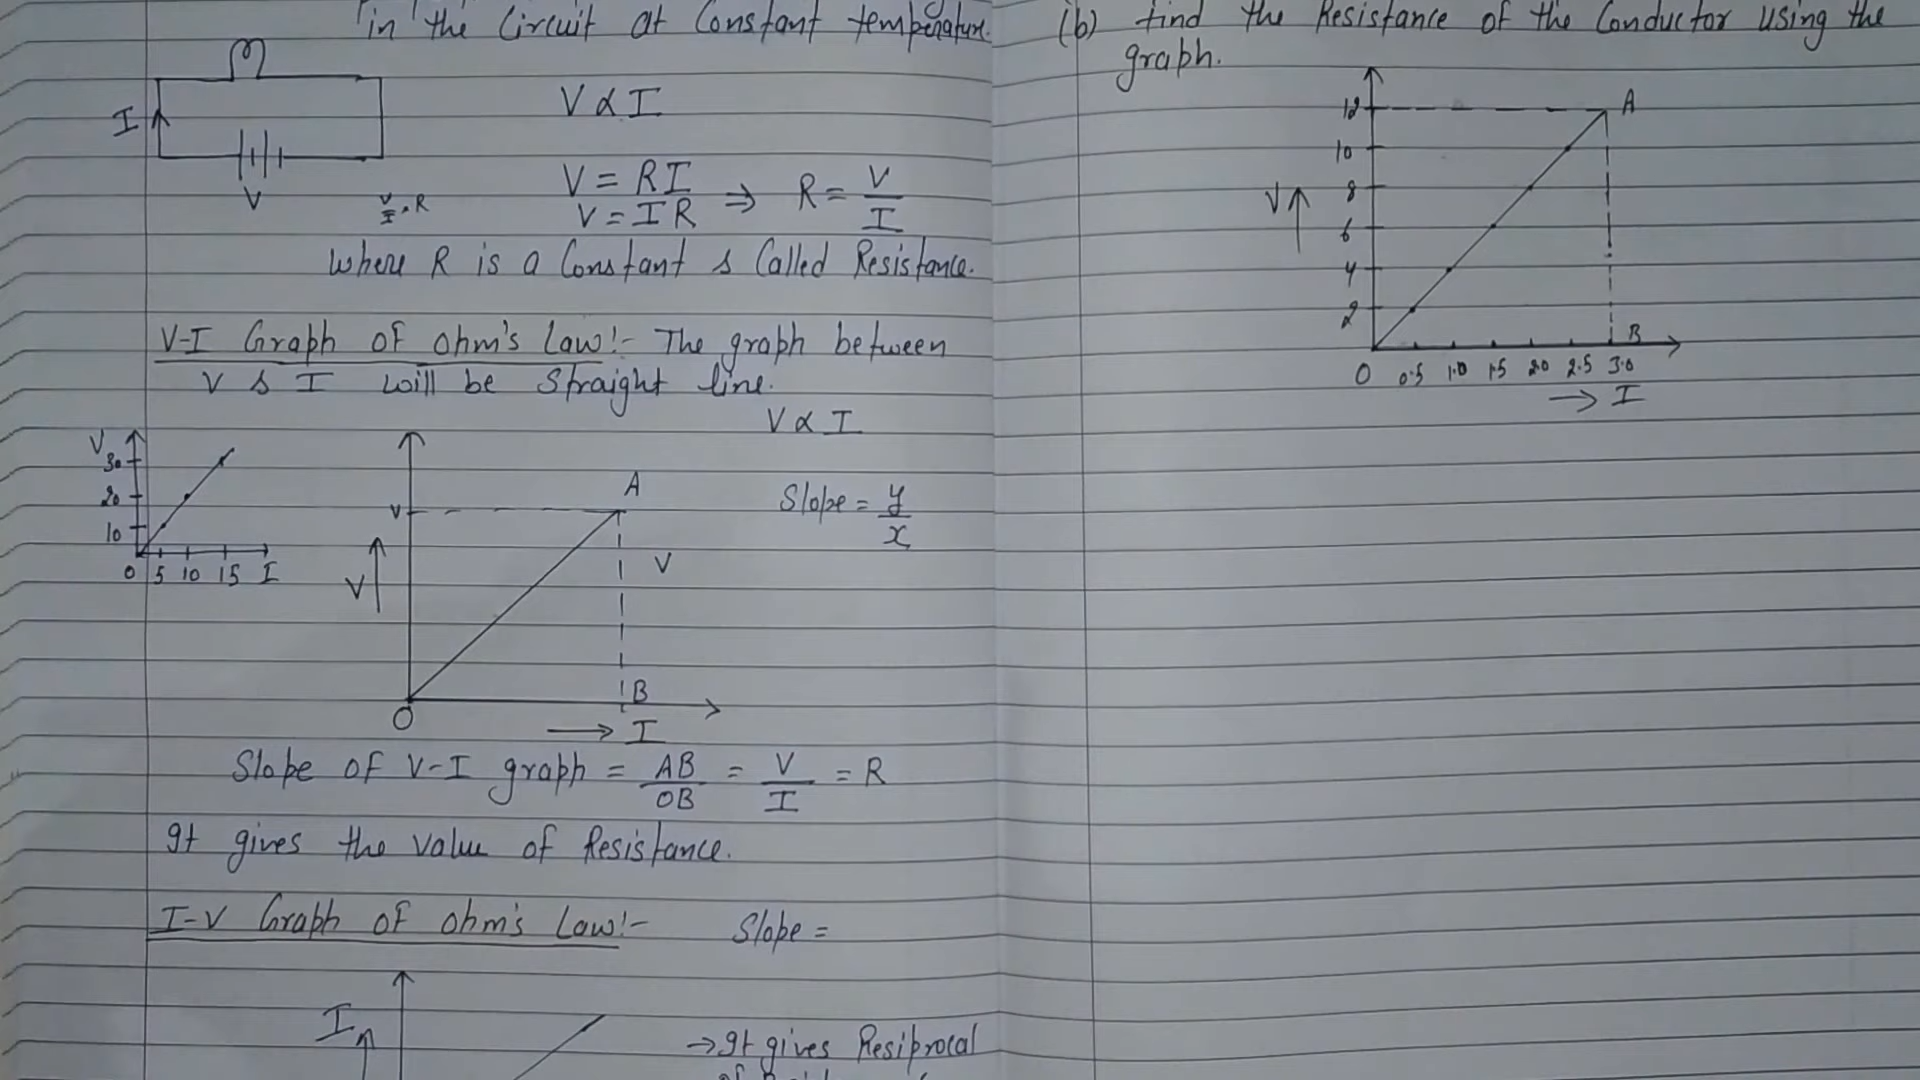 in the Circuit at Constant temperature.
I
V
V ∝ I
V = RI
V = IR ⇒ R = V/I
V/I = R
where R is a Constant & Called Resistance.
V-I Graph of ohm's Law:- The graph between
V & I will be Straight line.
V ∝ I
V
30
20
10
0 5 10 15 I
A
V
V
V
B
O
→ I
Slope = y/x
Slope of V-I graph = AB/OB = V/I = R
It gives the value of Resistance.
I-V Graph of ohm's Law:- Slope =
I
→ It gives Resiprocal
(b) find the Resistance of the Conductor using the
graph.
12
10
8
6
4
2
V
A
B
0 0.5 1.0 1.5 2.0 2.5 3.0
→ I